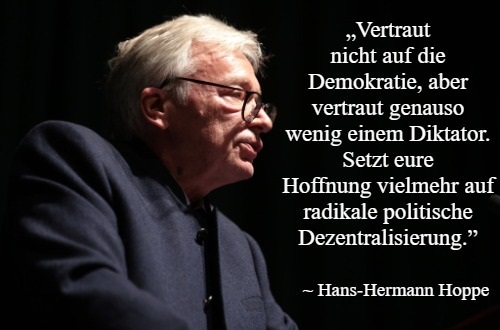 „Vertraut
nicht auf die
Demokratie, aber
vertraut genauso
wenig einem Diktator.
Setzt eure
Hoffnung vielmehr auf
radikale politische
Dezentralisierung.”
~ Hans-Hermann Hoppe